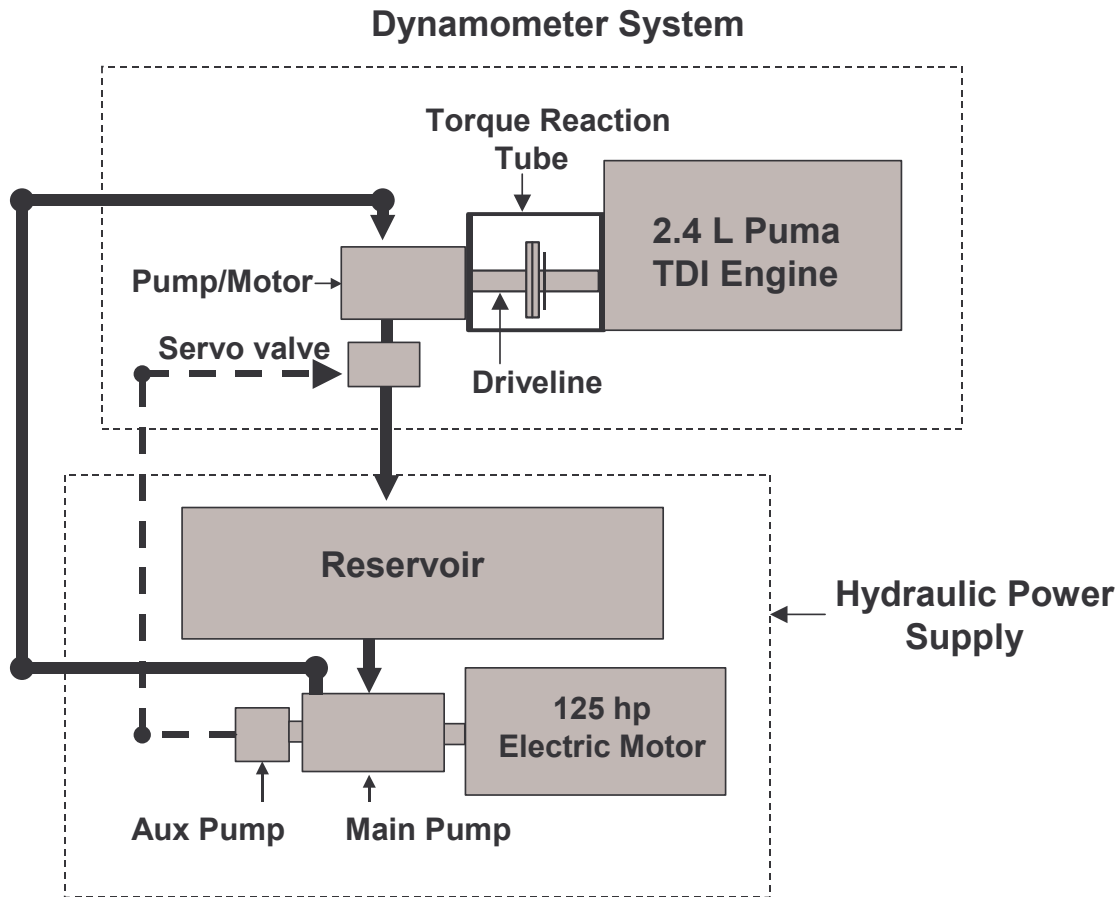 Dynamometer System
Torque Reaction
Tube
2.4 L Puma
TDI Engine
Pump/Motor
Servo valve
Driveline
Reservoir
Hydraulic Power
Supply
125 hp
Electric Motor
Aux Pump
Main Pump